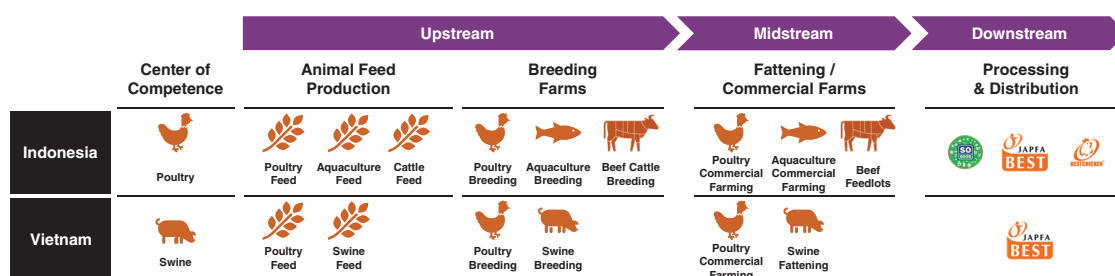 Upstream
Midstream
Downstream
Center of
Competence
Animal Feed
Production
Breeding
Farms
Fattening /
Commercial Farms
Processing
& Distribution
Indonesia
Poultry
Poultry
Feed
Aquaculture
Feed
Cattle
Feed
Poultry
Breeding
Aquaculture
Breeding
Beef Cattle
Breeding
Poultry
Commercial
Farming
Aquaculture
Commercial
Farming
Beef
Feedlots
SO
GOOD
JAPFA
BEST
BESTCHICKEN
Vietnam
Swine
Poultry
Feed
Swine
Feed
Poultry
Breeding
Swine
Breeding
Poultry
Commercial
Farming
Swine
Fattening
JAPFA
BEST